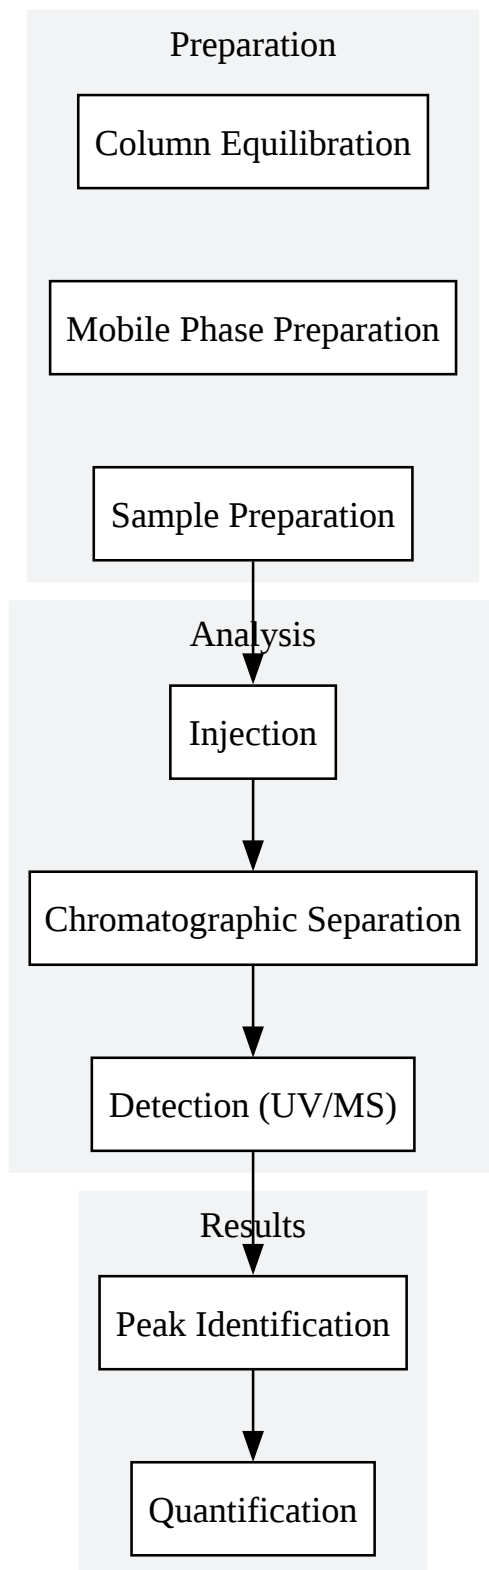 Preparation
Column Equilibration
Mobile Phase Preparation
Sample Preparation
Analysis
Injection
Chromatographic Separation
Detection (UV/MS)
Results
Peak Identification
Quantification